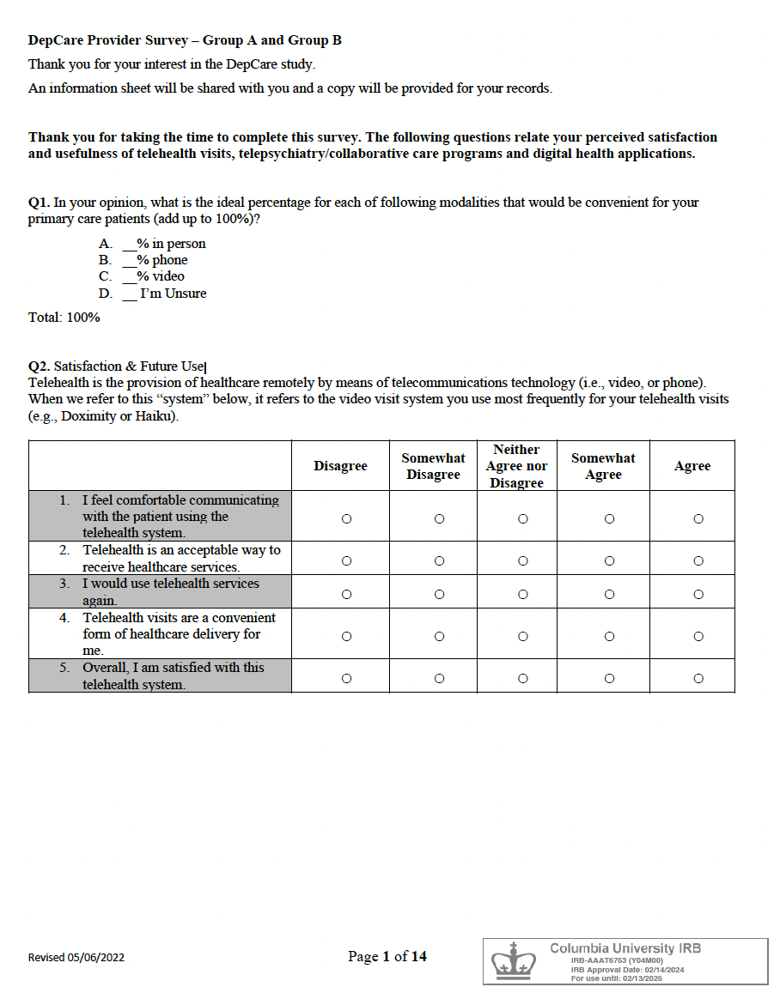 DepCare Provider Survey – Group A and Group B
Thank you for your interest in the DepCare study.
An information sheet will be shared with you and a copy will be provided for your records.
Thank you for taking the time to complete this survey. The following questions relate your perceived satisfaction
and usefulness of telehealth visits, telepsychiatry/collaborative care programs and digital health applications.
Q1. In your opinion, what is the ideal percentage for each of following modalities that would be convenient for your
primary care patients (add up to 100%)?
A. __% in person
B. __% phone
C. __% video
D. __ I'm Unsure
Total: 100%
Q2. Satisfaction & Future Use
Telehealth is the provision of healthcare remotely by means of telecommunications technology (i.e., video, or phone).
When we refer to this “system” below, it refers to the video visit system you use most frequently for your telehealth visits
(e.g., Doximity or Haiku).
Disagree
Somewhat
Disagree
Neither
Agree nor
Disagree
Somewhat
Agree
Agree
1. I feel comfortable communicating
with the patient using the
telehealth system.
2. Telehealth is an acceptable way to
receive healthcare services.
3. I would use telehealth services
again.
4. Telehealth visits are a convenient
form of healthcare delivery for
me.
5. Overall, I am satisfied with this
telehealth system.
Revised 05/06/2022
Page 1 of 14
Columbia University IRB
IRB-AAAT6753 (Y04M00)
IRB Approval Date: 02/14/2024
For use until: 02/13/2025